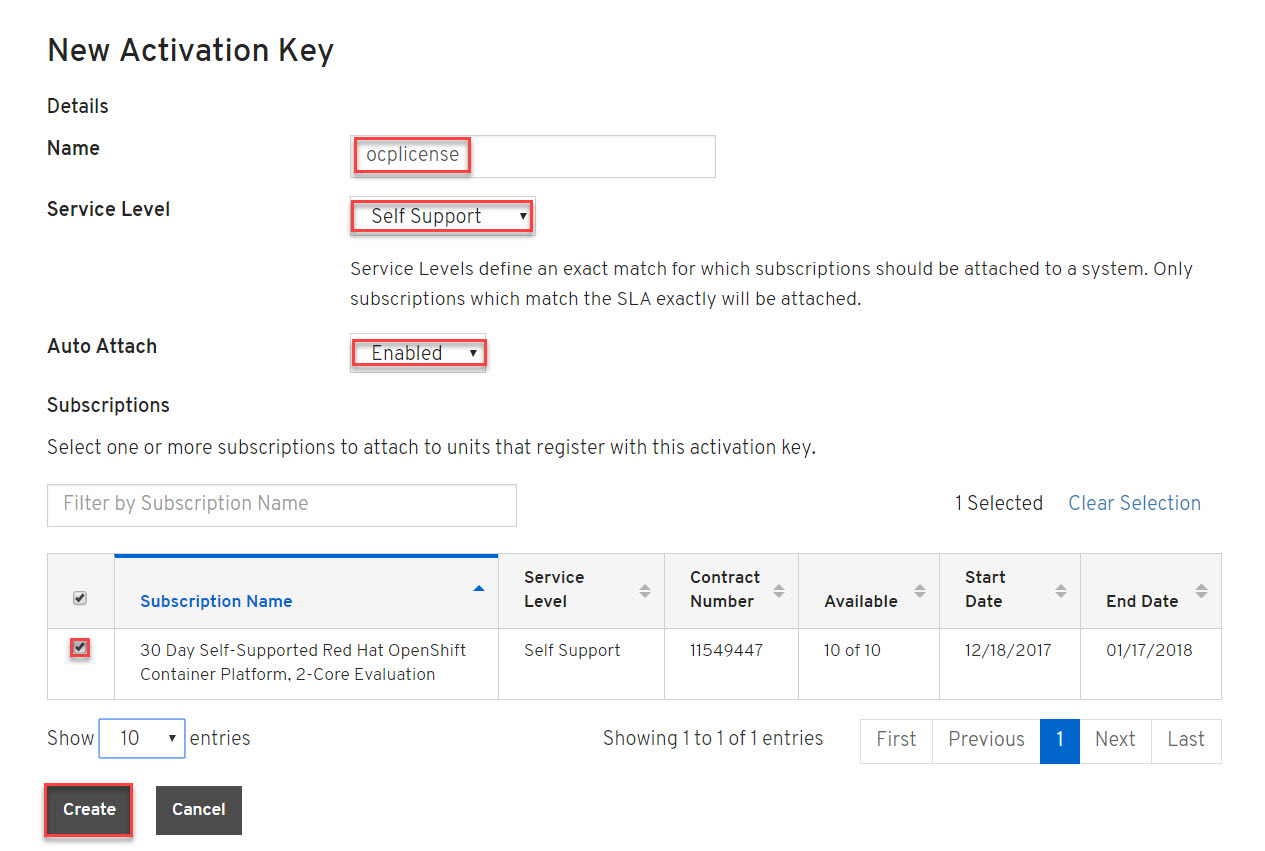 New Activation Key
Details
Name
ocplicense
Service Level
Self Support
Service Levels define an exact match for which subscriptions should be attached to a system. Only
subscriptions which match the SLA exactly will be attached.
Auto Attach
Enabled
Subscriptions
Select one or more subscriptions to attach to units that register with this activation key.
Filter by Subscription Name
1 Selected Clear Selection
Subscription Name
Service
Level
Contract
Number
Available
Start
Date
End Date
30 Day Self-Supported Red Hat OpenShift
Container Platform, 2-Core Evaluation
Self Support
11549447
10 of 10
12/18/2017
01/17/2018
Show 10 entries
Showing 1 to 1 of 1 entries
First Previous 1 Next Last
Create Cancel